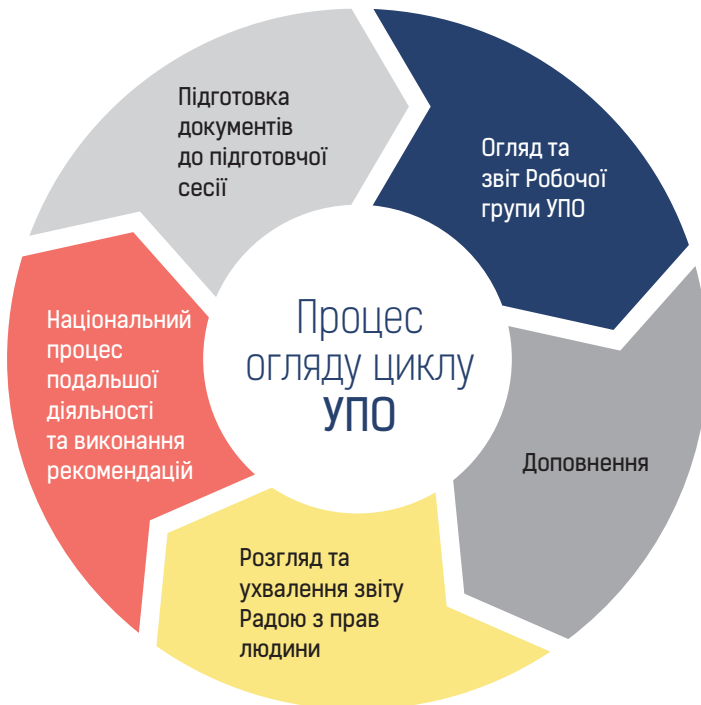 Підготовка
документів
до підготовчої
сесії
Огляд та
звіт Робочої
групи УПО
Доповнення
Розгляд та
ухвалення звіту
Радою з прав
людини
Національний
процес
подальшої
діяльності
та виконання
рекомендацій
Процес
огляду циклу
УПО